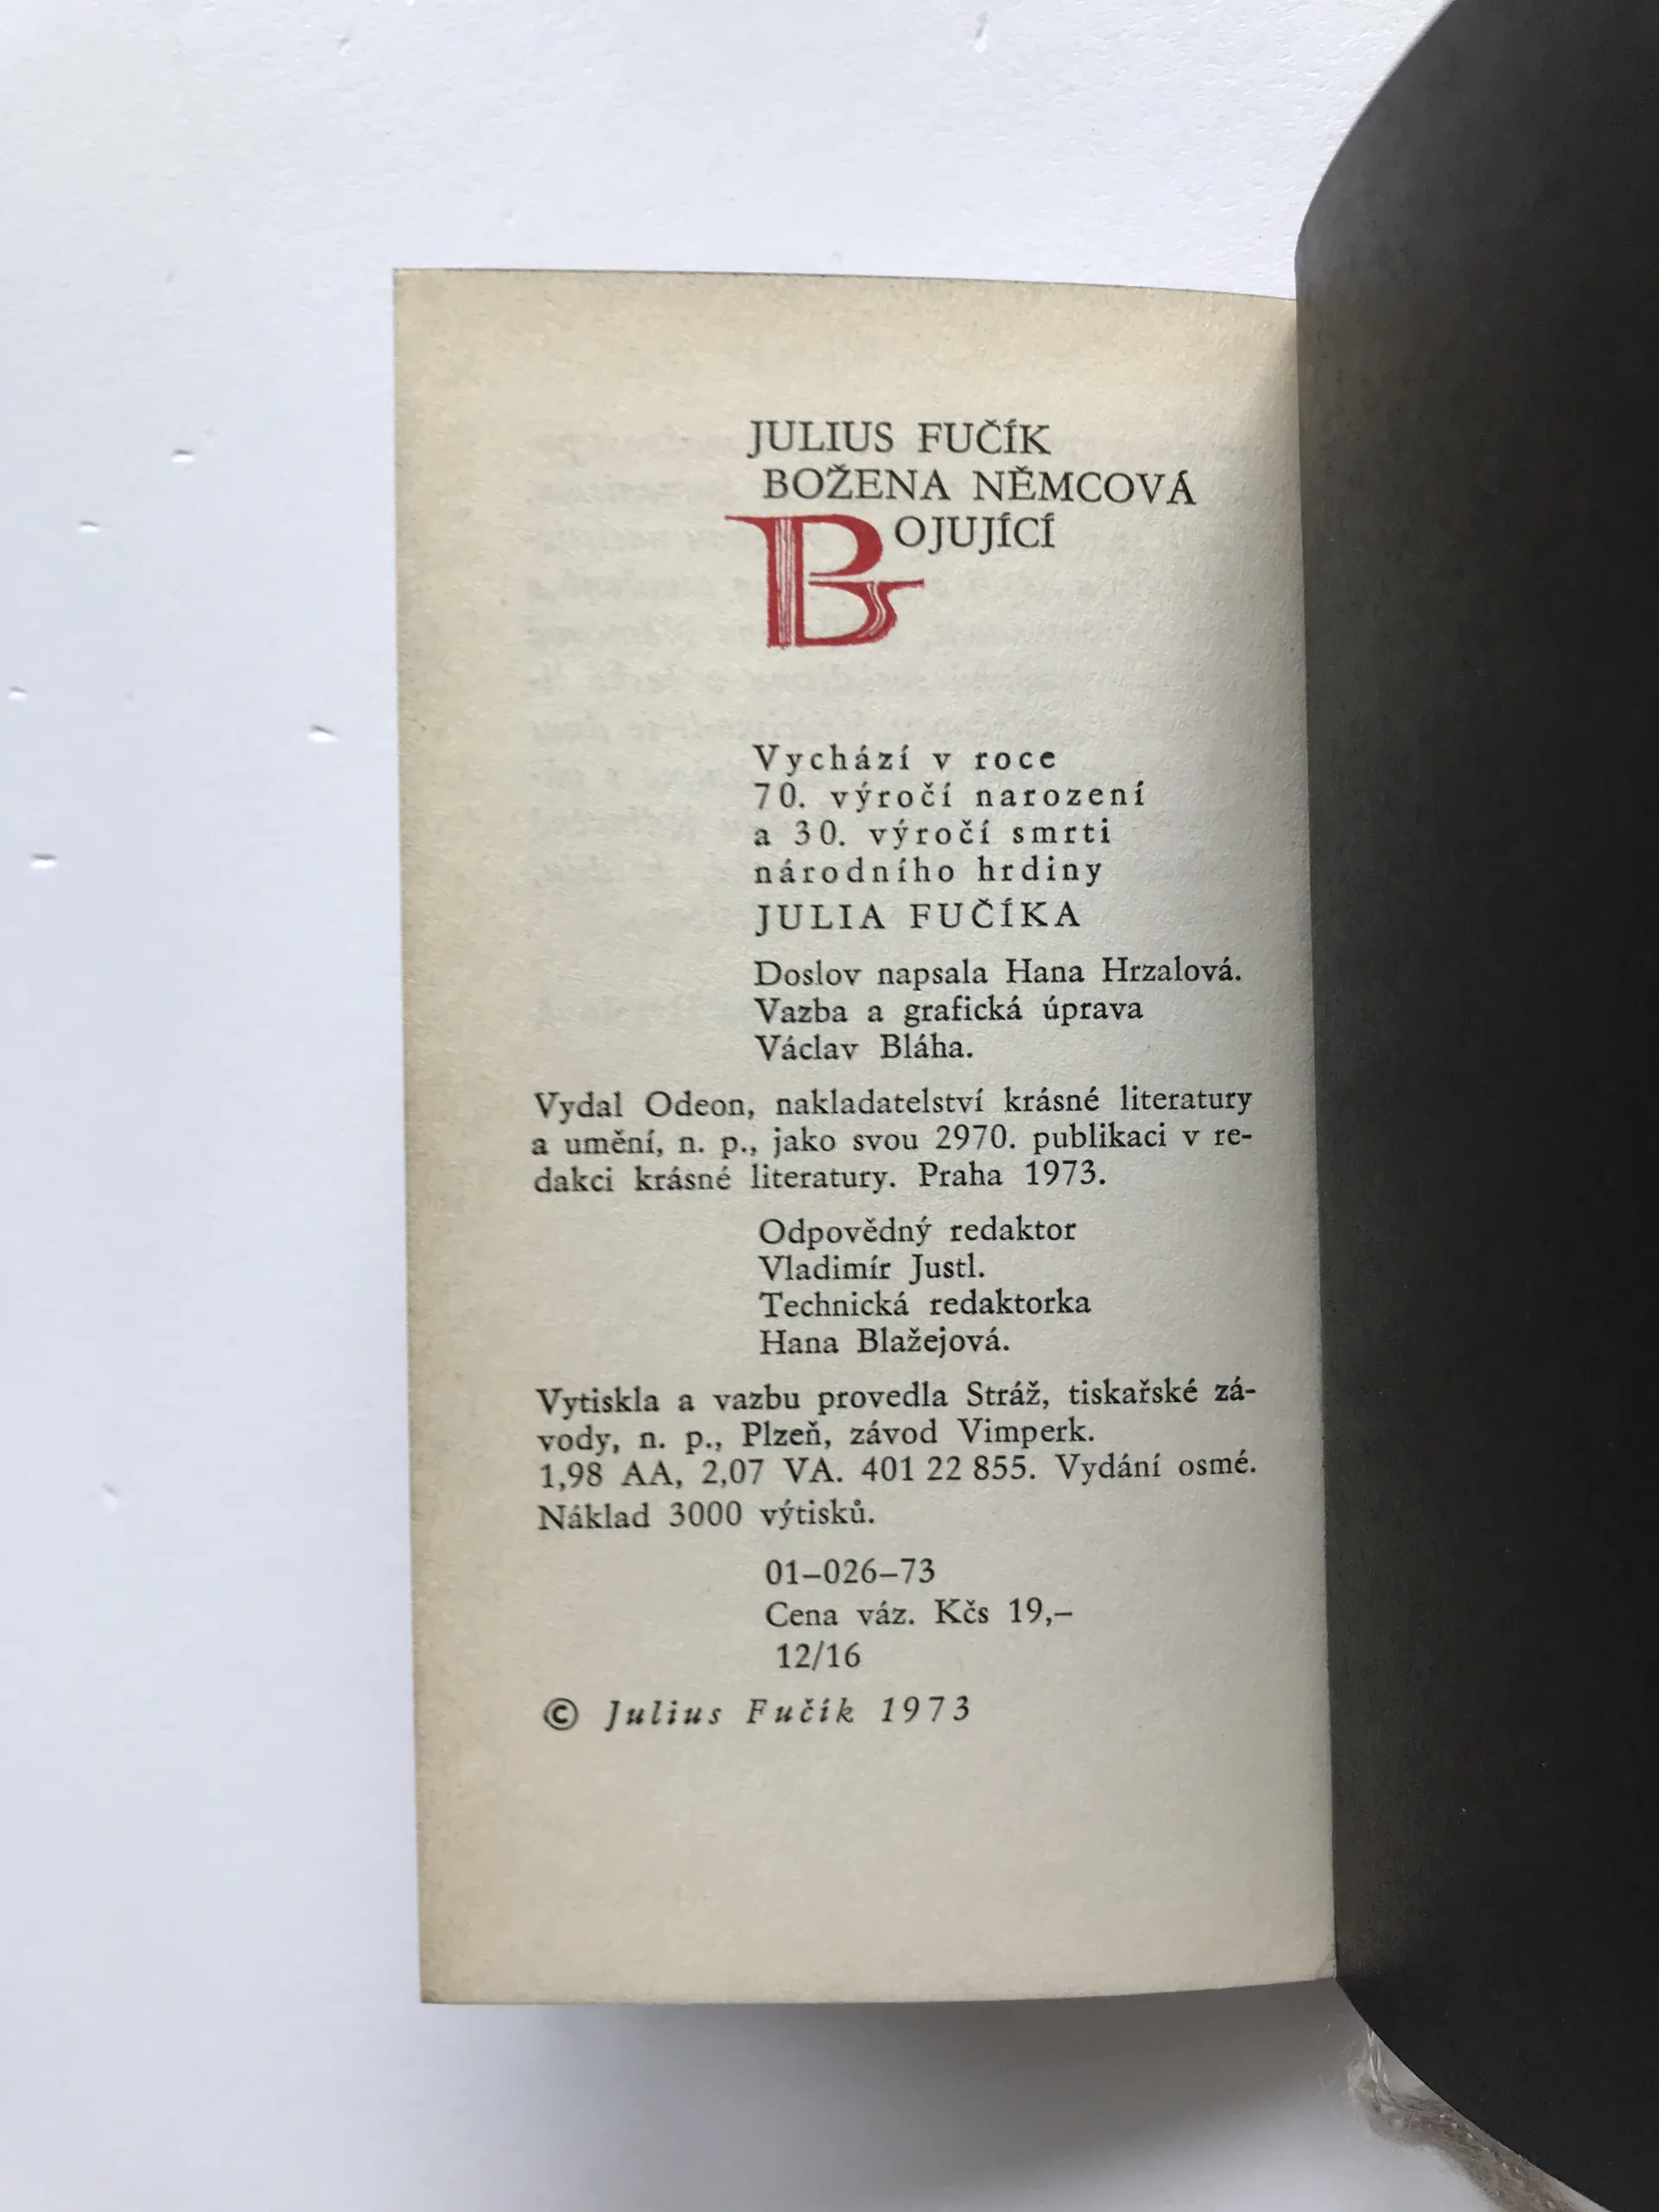 JULIUS FUČÍK
BOŽENA NĚMCOVÁ
BOJUJÍCÍ
Vychází v roce
70. výročí narození
a 30. výročí smrti
národního hrdiny
JULIA FUČÍKA
Doslov napsala Hana Hrzalová.
Vazba a grafická úprava
Václav Bláha.
Vydal Odeon, nakladatelství krásné literatury
a umění, n. p., jako svou 2970. publikaci v re-
dakci krásné literatury. Praha 1973.
Odpovědný redaktor
Vladimír Justl.
Technická redaktorka
Hana Blažejová.
Vytiskla a vazbu provedla Stráž, tiskařské zá-
vody, n. p., Plzeň, závod Vimperk.
1,98 AA, 2,07 VA. 401 22 855. Vydání osmé.
Náklad 3000 výtisků.
01–026–73
Cena váz. Kčs 19,–
12/16
© Julius Fučík 1973